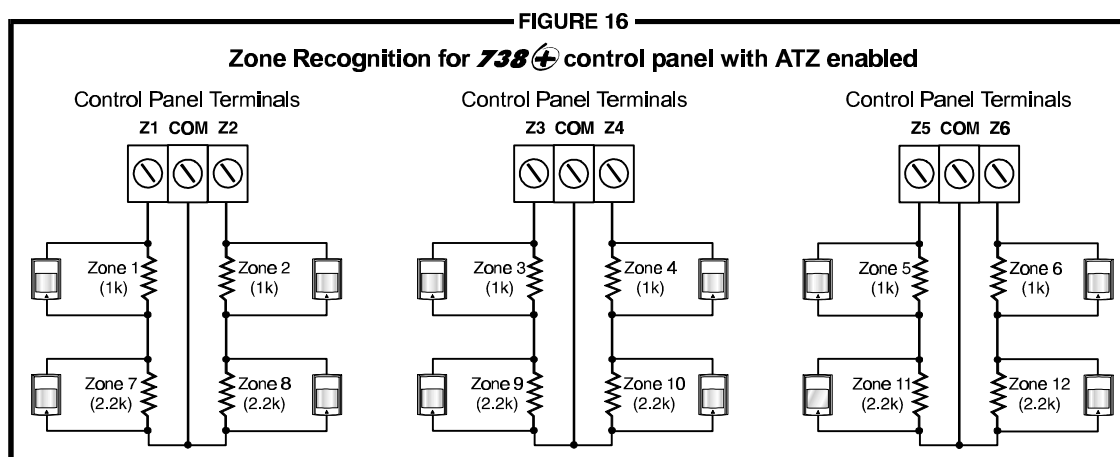 FIGURE 16
Zone Recognition for 738+ control panel with ATZ enabled
Control Panel Terminals
Z1 COM Z2
Zone 1
(1k)
Zone 2
(1k)
Zone 7
(2.2k)
Zone 8
(2.2k)
Control Panel Terminals
Z3 COM Z4
Zone 3
(1k)
Zone 4
(1k)
Zone 9
(2.2k)
Zone 10
(2.2k)
Control Panel Terminals
Z5 COM Z6
Zone 5
(1k)
Zone 6
(1k)
Zone 11
(2.2k)
Zone 12
(2.2k)